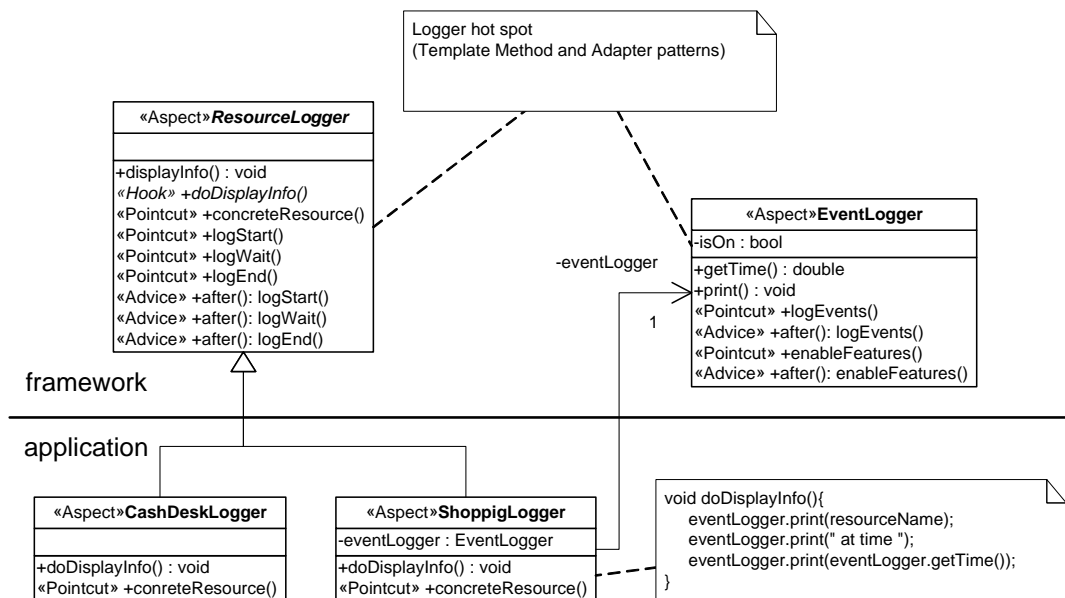 Logger hot spot
(Template Method and Adapter patterns)
«Aspect»ResourceLogger
+displayInfo() : void
«Hook» +doDisplayInfo()
«Pointcut» +concreteResource()
«Pointcut» +logStart()
«Pointcut» +logWait()
«Pointcut» +logEnd()
«Advice» +after(): logStart()
«Advice» +after(): logWait()
«Advice» +after(): logEnd()
«Aspect»EventLogger
-isOn : bool
+getTime() : double
+print() : void
«Pointcut» +logEvents()
«Advice» +after(): logEvents()
«Pointcut» +enableFeatures()
«Advice» +after(): enableFeatures()
-eventLogger
1
framework
application
«Aspect»CashDeskLogger
+doDisplayInfo() : void
«Pointcut» +conreteResource()
«Aspect»ShoppigLogger
-eventLogger : EventLogger
+doDisplayInfo() : void
«Pointcut» +concreteResource()
void doDisplayInfo(){
eventLogger.print(resourceName);
eventLogger.print(" at time ");
eventLogger.print(eventLogger.getTime());
}